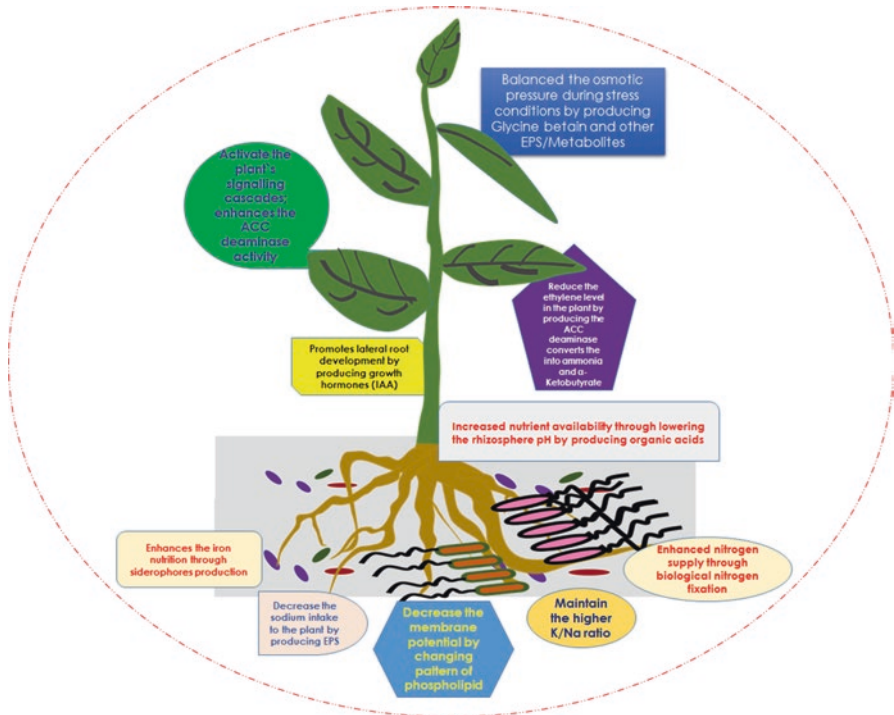 Balanced the osmotic
pressure during stress
conditions by producing
Glycine betain and other
EPS/Metabolites
Activate the
plant`s
signalling
cascades;
enhances the
ACC
deaminase
activity
Reduce the
ethylene level
in the plant by
producing the
ACC
deaminase
converts the
into ammonia
and α-
Ketobutyrate
Promotes lateral root
development by
producing growth
hormones (IAA)
Increased nutrient availability through lowering
the rhizosphere pH by producing organic acids
Enhances the iron
nutrition through
siderophores production
Enhanced nitrogen
supply through
biological nitrogen
fixation
Decrease the
sodium intake
to the plant by
producing EPS
Decrease the
membrane
potential by
changing
pattern of
phospholipid
Maintain
the higher
K/Na ratio